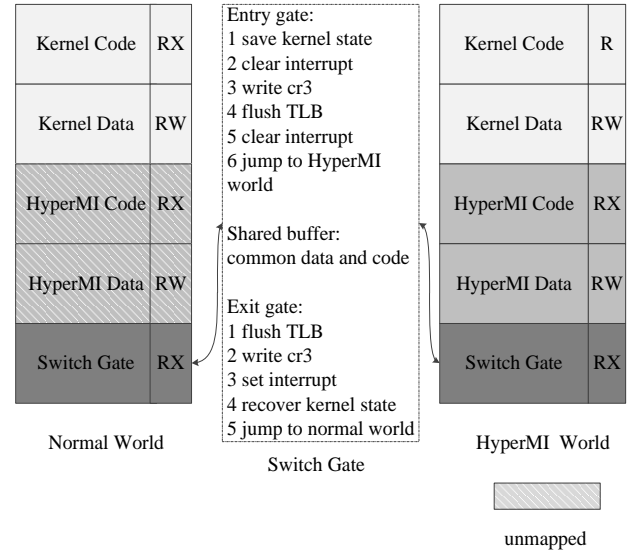 Kernel Code RX
Kernel Data RW
HyperMI Code RX
HyperMI Data RW
Switch Gate RX
Normal World
Entry gate:
1 save kernel state
2 clear interrupt
3 write cr3
4 flush TLB
5 clear interrupt
6 jump to HyperMI
world
Shared buffer:
common data and code
Exit gate:
1 flush TLB
2 write cr3
3 set interrupt
4 recover kernel state
5 jump to normal world
Switch Gate
Kernel Code R
Kernel Data RW
HyperMI Code RX
HyperMI Data RW
Switch Gate RX
HyperMI World
unmapped